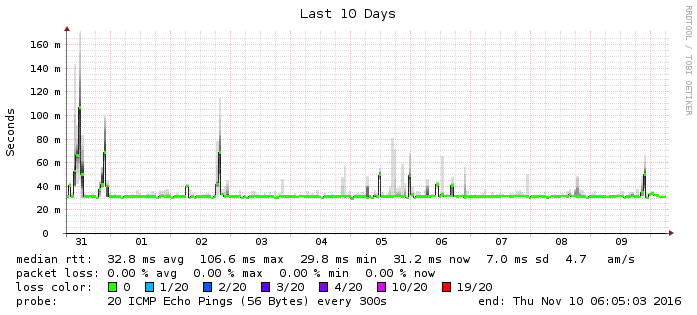 Last 10 Days
RRDTOOL / TOBI OETIKER
Seconds
160 m
140 m
120 m
100 m
80 m
60 m
40 m
20 m
0
31 01 02 03 04 05 06 07 08 09
median rtt: 32.8 ms avg 106.6 ms max 29.8 ms min 31.2 ms now 7.0 ms sd 4.7 am/s
packet loss: 0.00 % avg 0.00 % max 0.00 % min 0.00 % now
loss color: 0 1/20 2/20 3/20 4/20 10/20 19/20
probe: 20 ICMP Echo Pings (56 Bytes) every 300s end: Thu Nov 10 06:05:03 2016